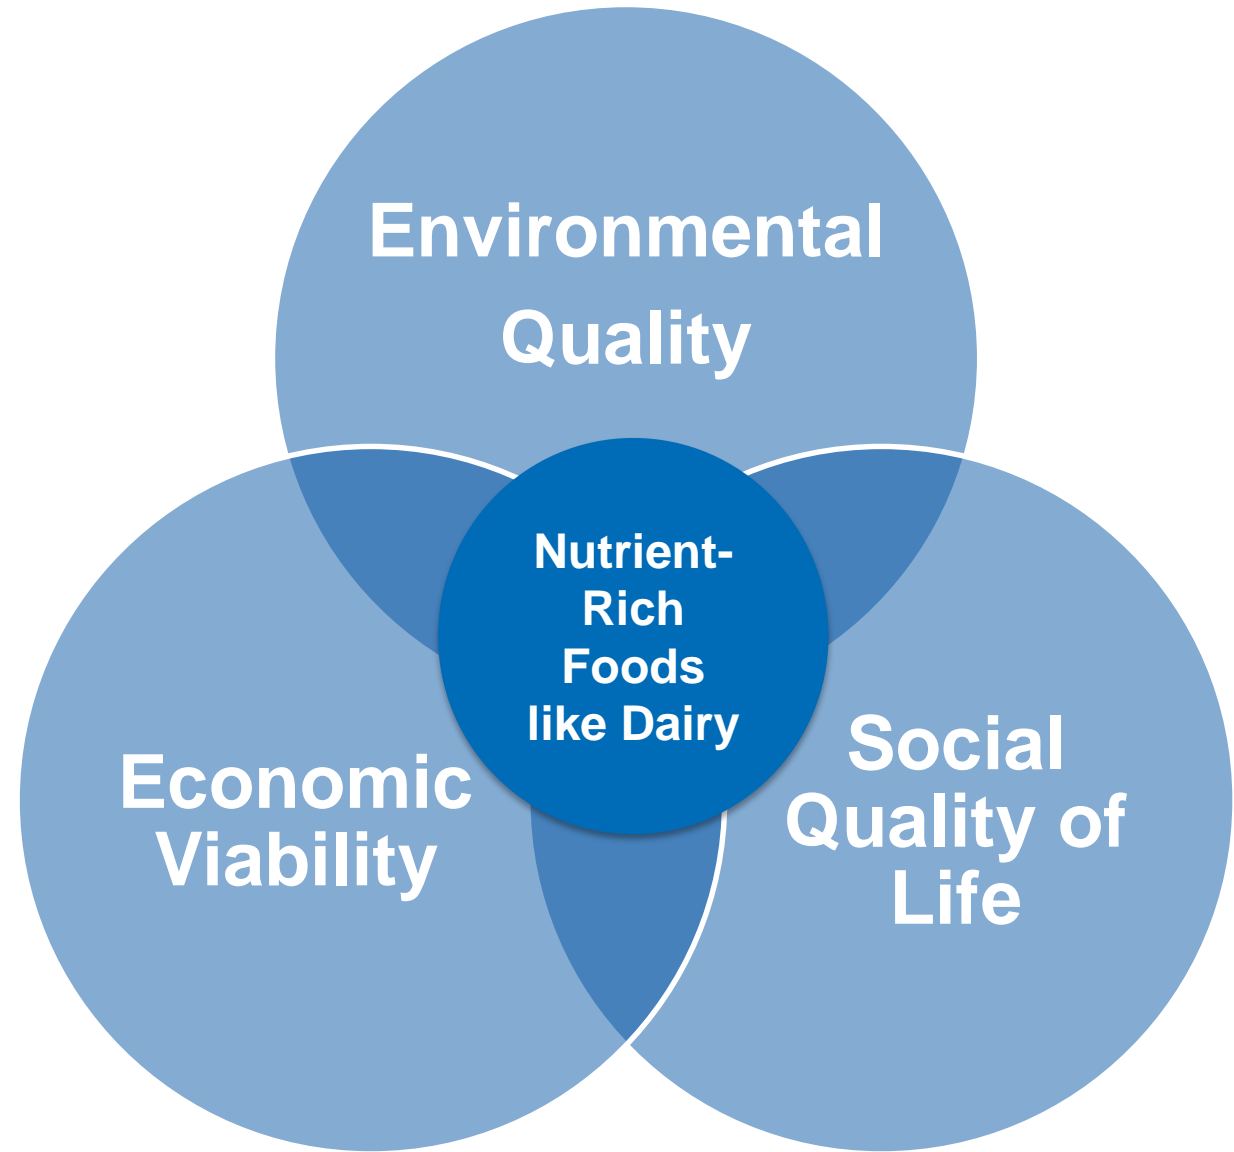 Environmental
Quality
Nutrient-
Rich
Foods
like Dairy
Economic
Viability
Social
Quality of
Life